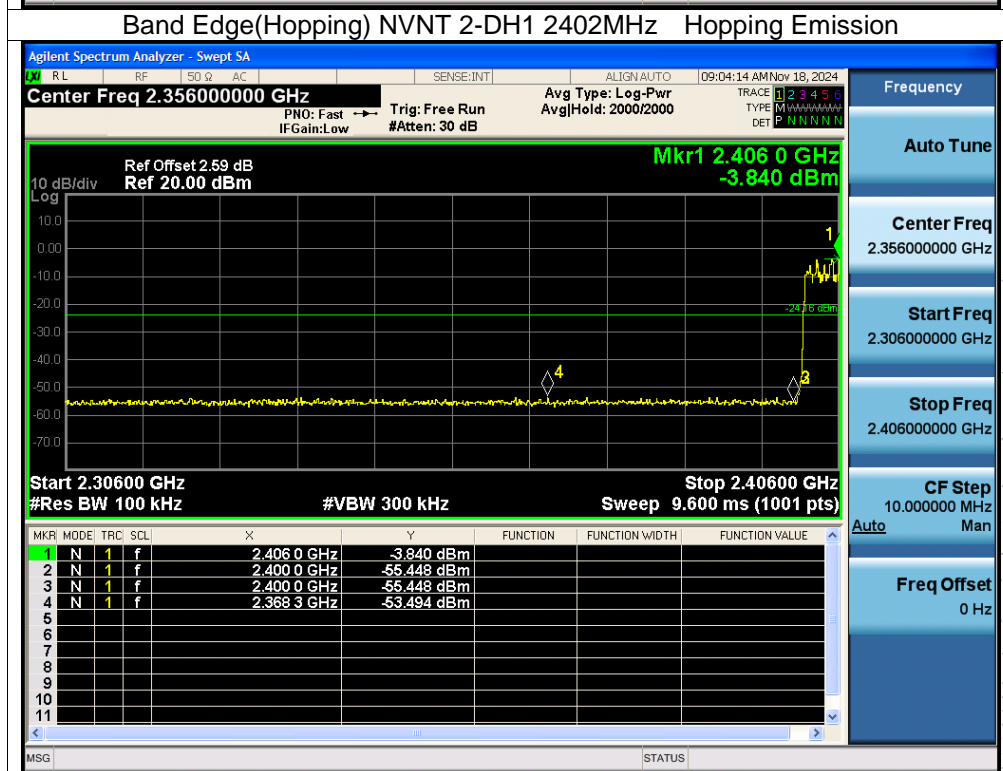 Band Edge(Hopping) NVNT 2-DH1 2402MHz Hopping Emission
Agilent Spectrum Analyzer - Swept SA
LXI RL RF 50 Ω AC SENSE:INT ALIGN AUTO 09:04:14 AM Nov 18, 2024
Center Freq 2.356000000 GHz
PNO: Fast
IFGain:Low
Trig: Free Run
#Atten: 30 dB
Avg Type: Log-Pwr
Avg|Hold: 2000/2000
TRACE 1 2 3 4 5 6
TYPE M
DET P N N N N N
Ref Offset 2.59 dB
Ref 20.00 dBm
10 dB/div
Log
Mkr1 2.406 0 GHz
-3.840 dBm
10.0
0.00
-10.0
-20.0
-30.0
-40.0
-50.0
-60.0
-70.0
1
-24.16 dBm
4
3
Start 2.30600 GHz
Stop 2.40600 GHz
#Res BW 100 kHz #VBW 300 kHz Sweep 9.600 ms (1001 pts)
MKR MODE TRC SCL X Y FUNCTION FUNCTION WIDTH FUNCTION VALUE
1 N 1 f 2.406 0 GHz -3.840 dBm
2 N 1 f 2.400 0 GHz -55.448 dBm
3 N 1 f 2.400 0 GHz -55.448 dBm
4 N 1 f 2.368 3 GHz -53.494 dBm
5
6
7
8
9
10
11
MSG STATUS
Frequency
Auto Tune
Center Freq
2.356000000 GHz
Start Freq
2.306000000 GHz
Stop Freq
2.406000000 GHz
CF Step
10.000000 MHz
Auto Man
Freq Offset
0 Hz